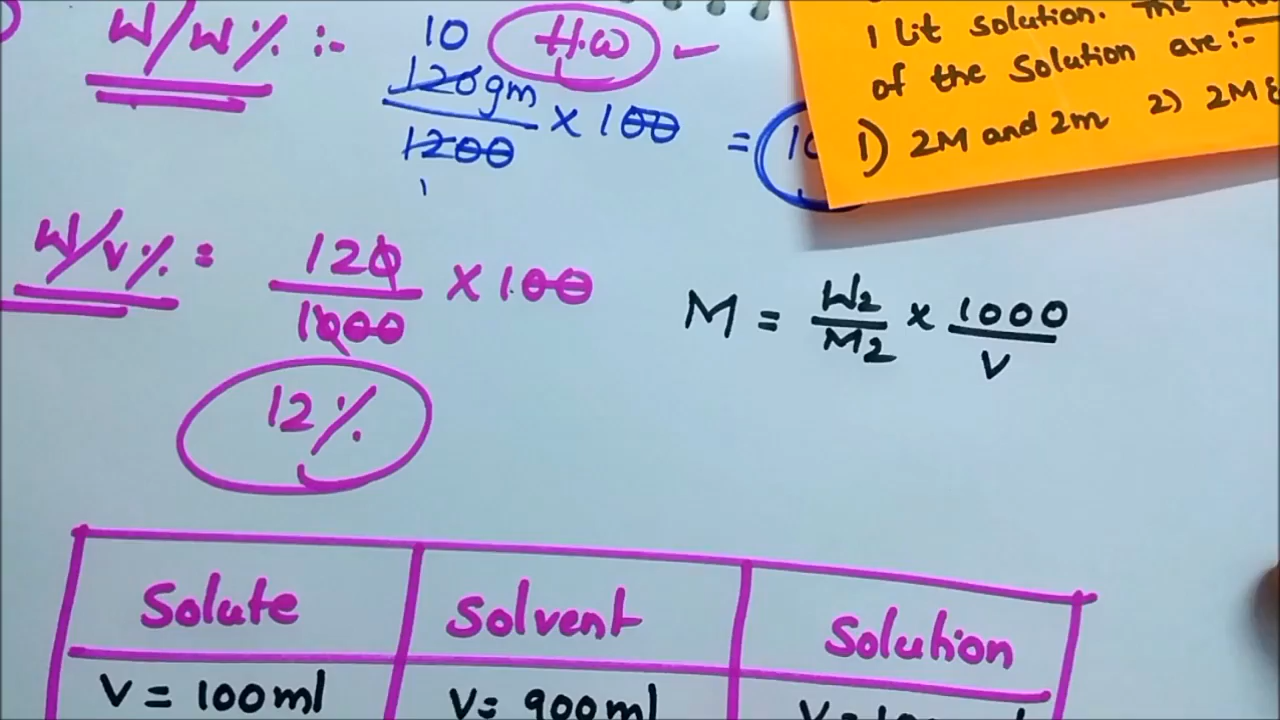 W/W% :- 10 H.W
120gm
1200
1
x 100 =
1 lit solution. The
of the solution are:-
1) 2M and 2m 2) 2M
W/V% = 120/1000 x 100
12%
M = W2/M2 x 1000/V
Solute Solvent Solution
V = 100ml V= 900ml